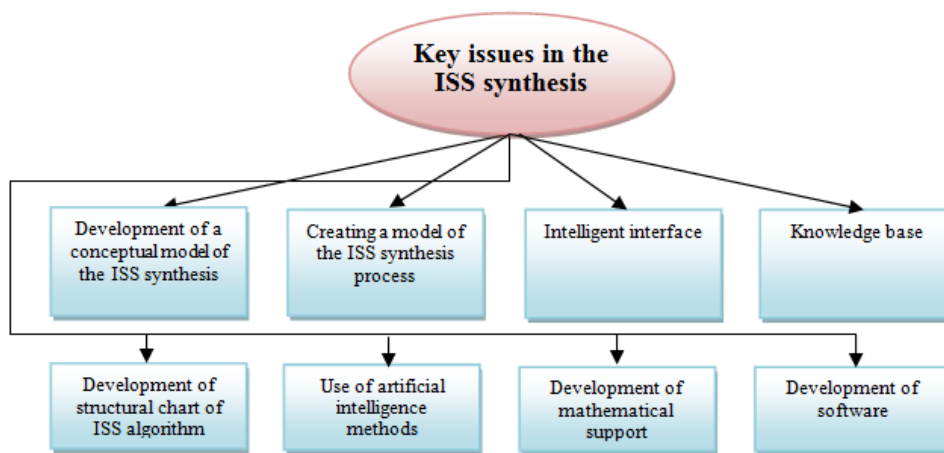 Key issues in the
ISS synthesis
Development of a
conceptual model of
the ISS synthesis
Creating a model of
the ISS synthesis
process
Intelligent interface
Knowledge base
Development of
structural chart of
ISS algorithm
Use of artificial
intelligence
methods
Development of
mathematical
support
Development of
software